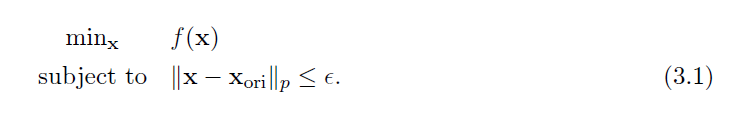 min_x f(x)
subject to ‖x − x_ori‖_p ≤ ϵ. (3.1)